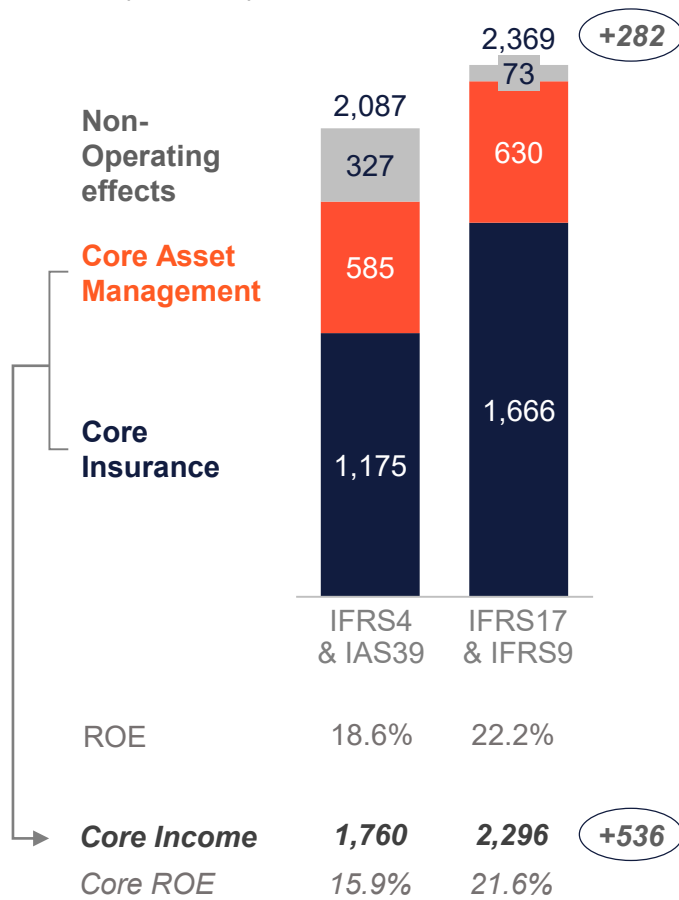 2,369
+282
73
2,087
Non-
Operating
effects
327
630
Core Asset
Management
585
Core
Insurance
1,175
1,666
IFRS4
& IAS39
IFRS17
& IFRS9
ROE 18.6% 22.2%
Core Income 1,760 2,296 +536
Core ROE 15.9% 21.6%